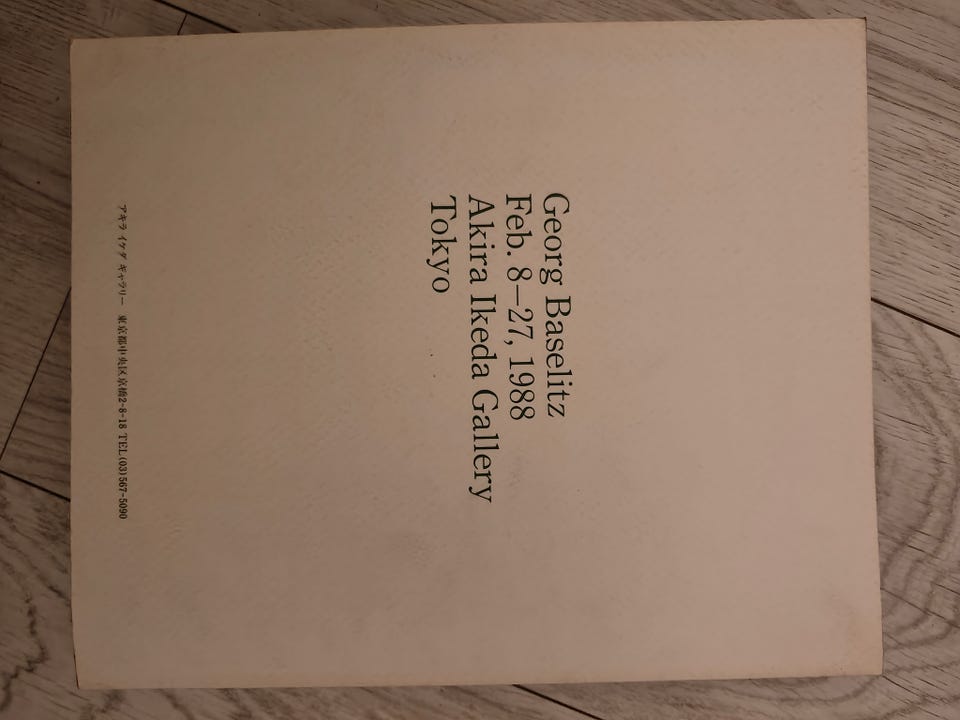 Georg Baselitz
Feb. 8–27, 1988
Akira Ikeda Gallery
Tokyo
アキラ イケダ ギャラリー 東京都中央区京橋2-8-18 TEL(03)567-5090